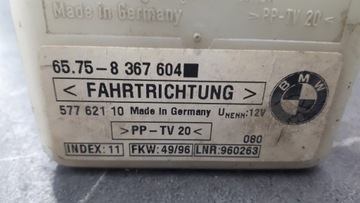 Made in Germany
> PP-TV 20 <
65.75-8 367 604
< FAHRTRICHTUNG >
577 621 10 Made in Germany UNENN: 12V
> PP-TV 20 <
080
INDEX: 11 FKW: 49/96 LNR: 960263
BMW